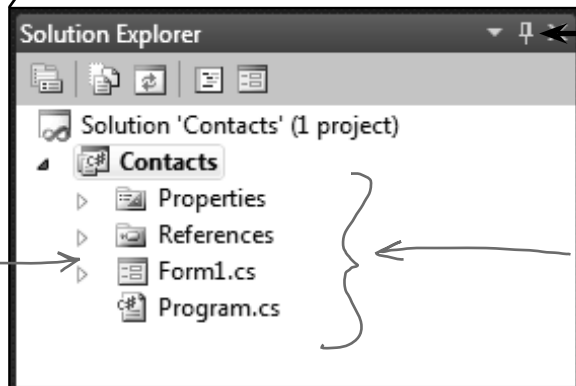 Solution Explorer
Solution 'Contacts' (1 project)
Contacts
Properties
References
Form1.cs
Program.cs